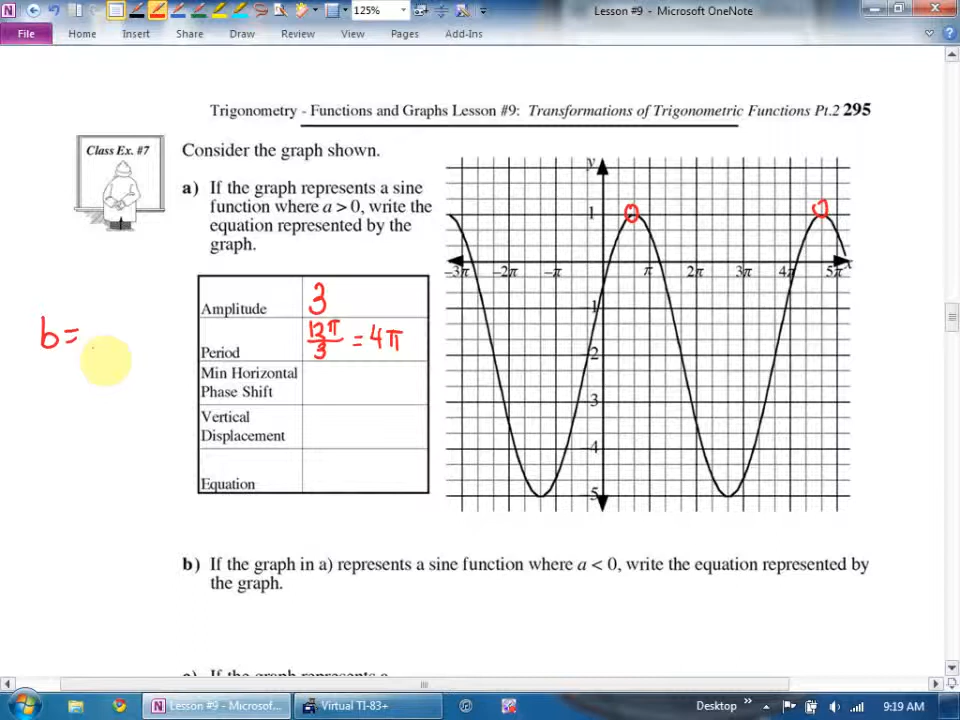 125%
Lesson #9 - Microsoft OneNote
File Home Insert Share Draw Review View Pages Add-Ins
Trigonometry - Functions and Graphs Lesson #9: Transformations of Trigonometric Functions Pt.2 295
Class Ex. #7
Consider the graph shown.
a) If the graph represents a sine
function where a > 0, write the
equation represented by the
graph.
y
1
-3π -2π -π π 2π 3π 4π 5π x
1
2
-3
-4
-5
Amplitude 3
Period 12π/3 = 4π
Min Horizontal
Phase Shift
Vertical
Displacement
Equation
b=
b) If the graph in a) represents a sine function where a < 0, write the equation represented by
the graph.
c) If the graph represents a
Lesson #9 - Microsof...
Virtual TI-83+
Desktop
9:19 AM